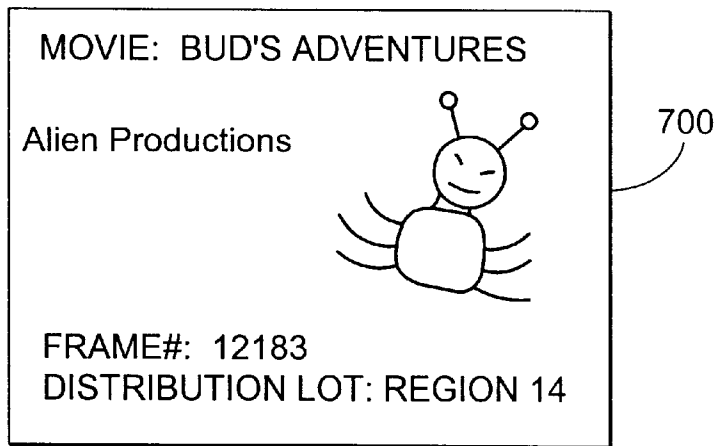 MOVIE: BUD'S ADVENTURES
Alien Productions
700
FRAME#: 12183
DISTRIBUTION LOT: REGION 14